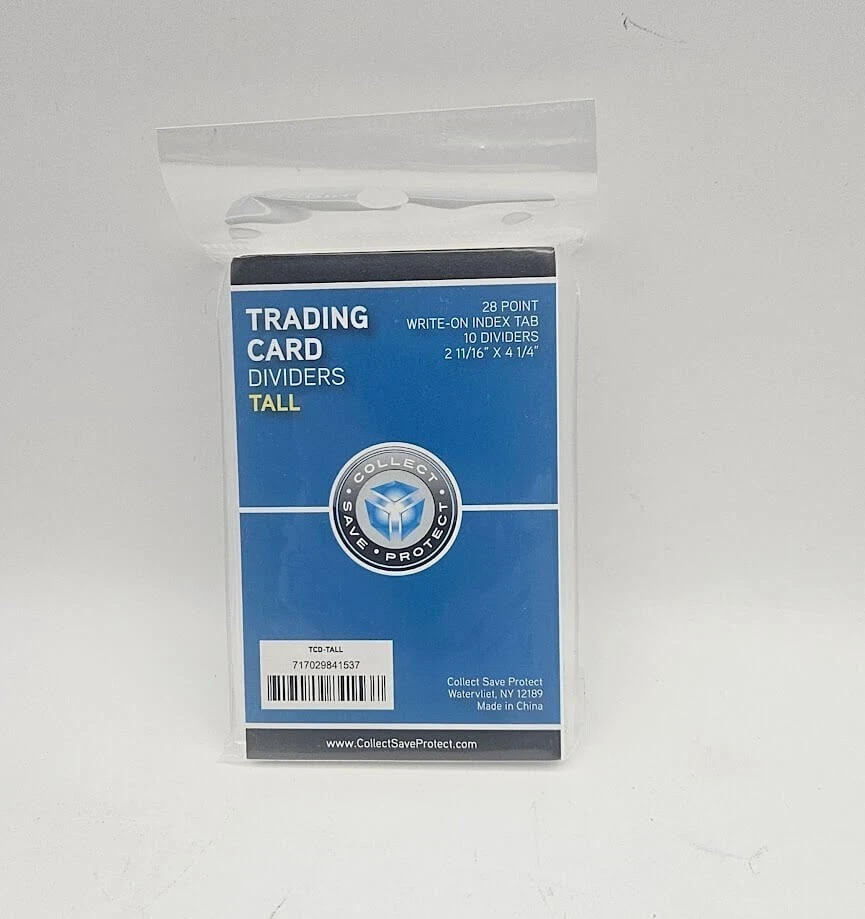 TRADING
CARD
DIVIDERS
TALL
28 POINT
WRITE-ON INDEX TAB
10 DIVIDERS
2 11/16" X 4 1/4"
COLLECT • SAVE • PROTECT •
TCD-TALL
717029841537
Collect Save Protect
Watervliet, NY 12189
Made in China
www.CollectSaveProtect.com